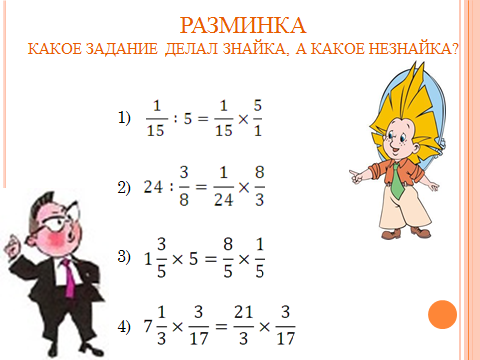 РАЗМИНКА
КАКОЕ ЗАДАНИЕ ДЕЛАЛ ЗНАЙКА, А КАКОЕ НЕЗНАЙКА?
1) 1/15 : 5 = 1/15 × 5/1
2) 24 : 3/8 = 1/24 × 8/3
3) 1 3/5 × 5 = 8/5 × 1/5
4) 7 1/3 × 3/17 = 21/3 × 3/17